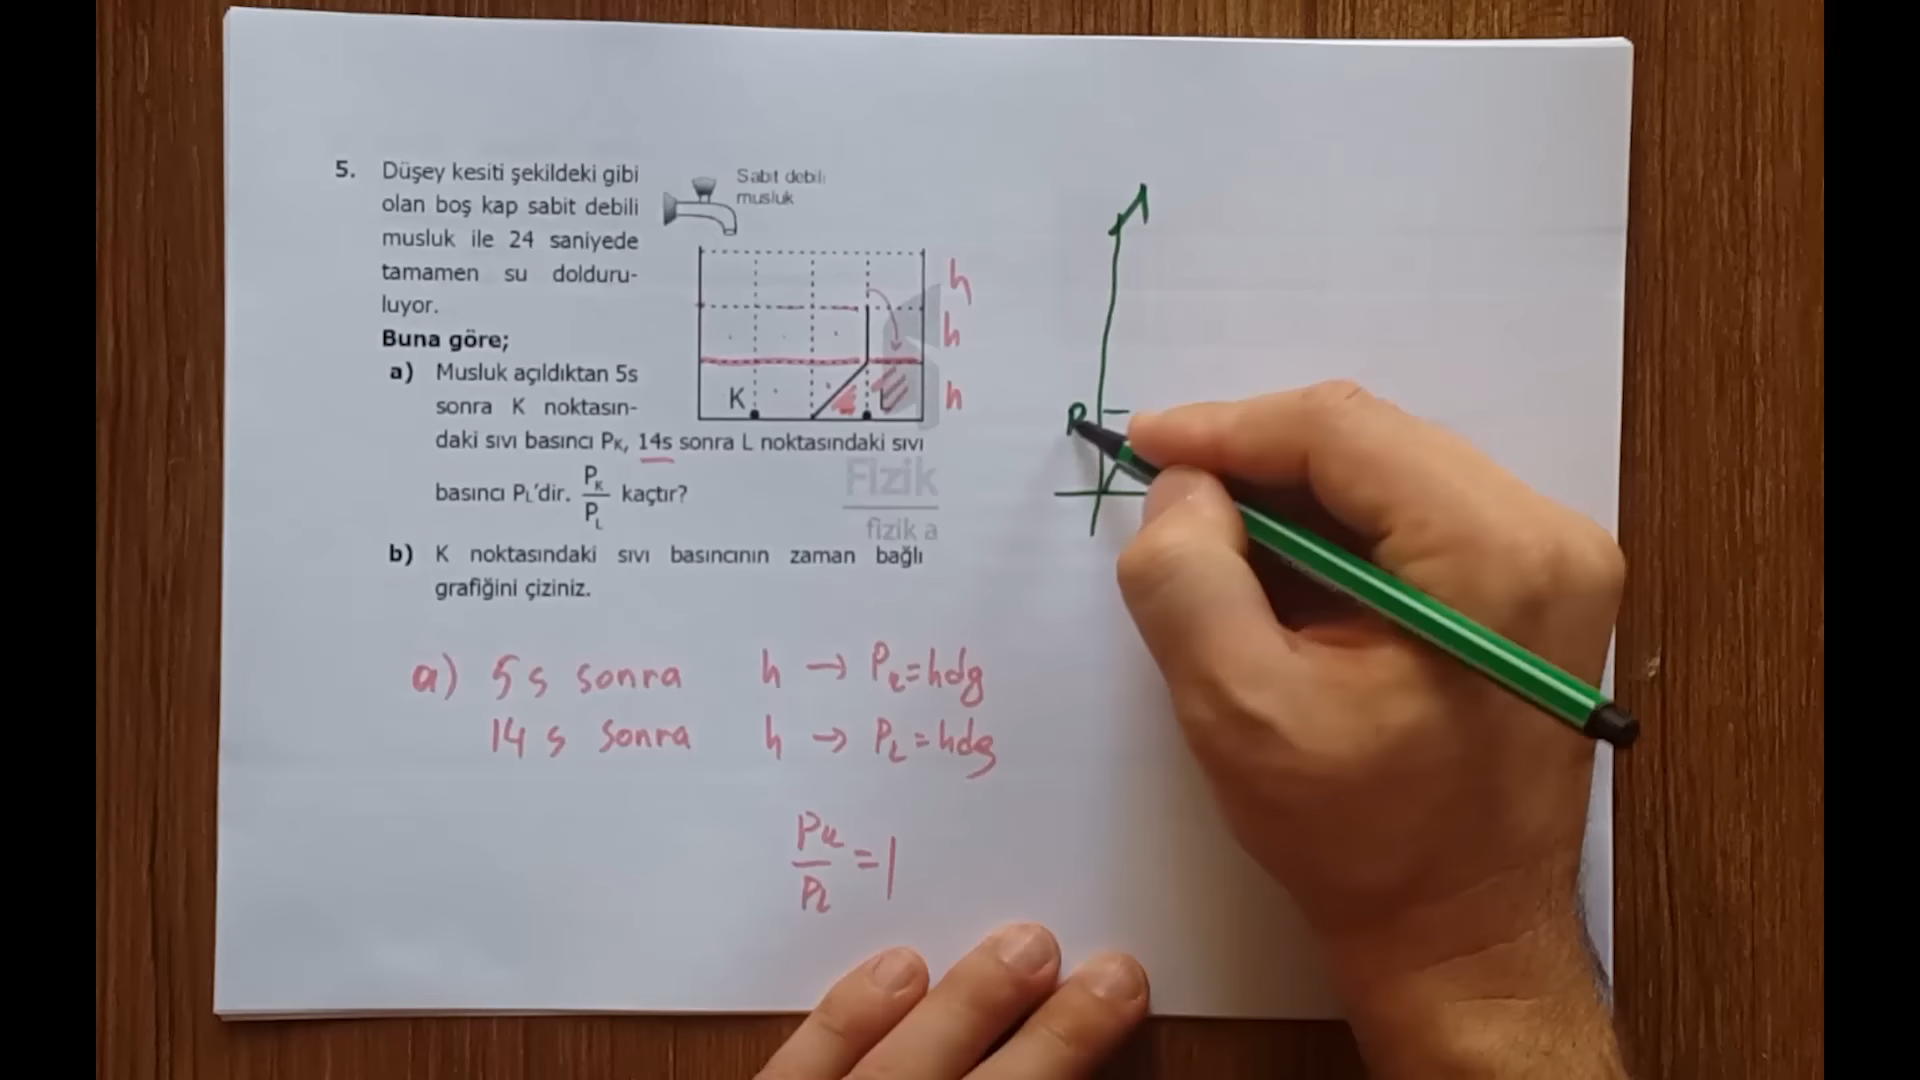 5. Düşey kesiti şekildeki gibi
olan boş kap sabit debili
musluk ile 24 saniyede
tamamen su dolduru-
luyor.
Sabit debili
musluk
h
h
h
K
Buna göre;
a) Musluk açıldıktan 5s
sonra K noktasın-
daki sıvı basıncı PK, 14s sonra L noktasındaki sıvı
basıncı PL'dir. PK/PL kaçtır?
Fizik
fizik a
b) K noktasındaki sıvı basıncının zaman bağlı
grafiğini çiziniz.
a) 5 s sonra h → PK=hdg
14 s sonra h → PL=hdg
PK/PL=1
P